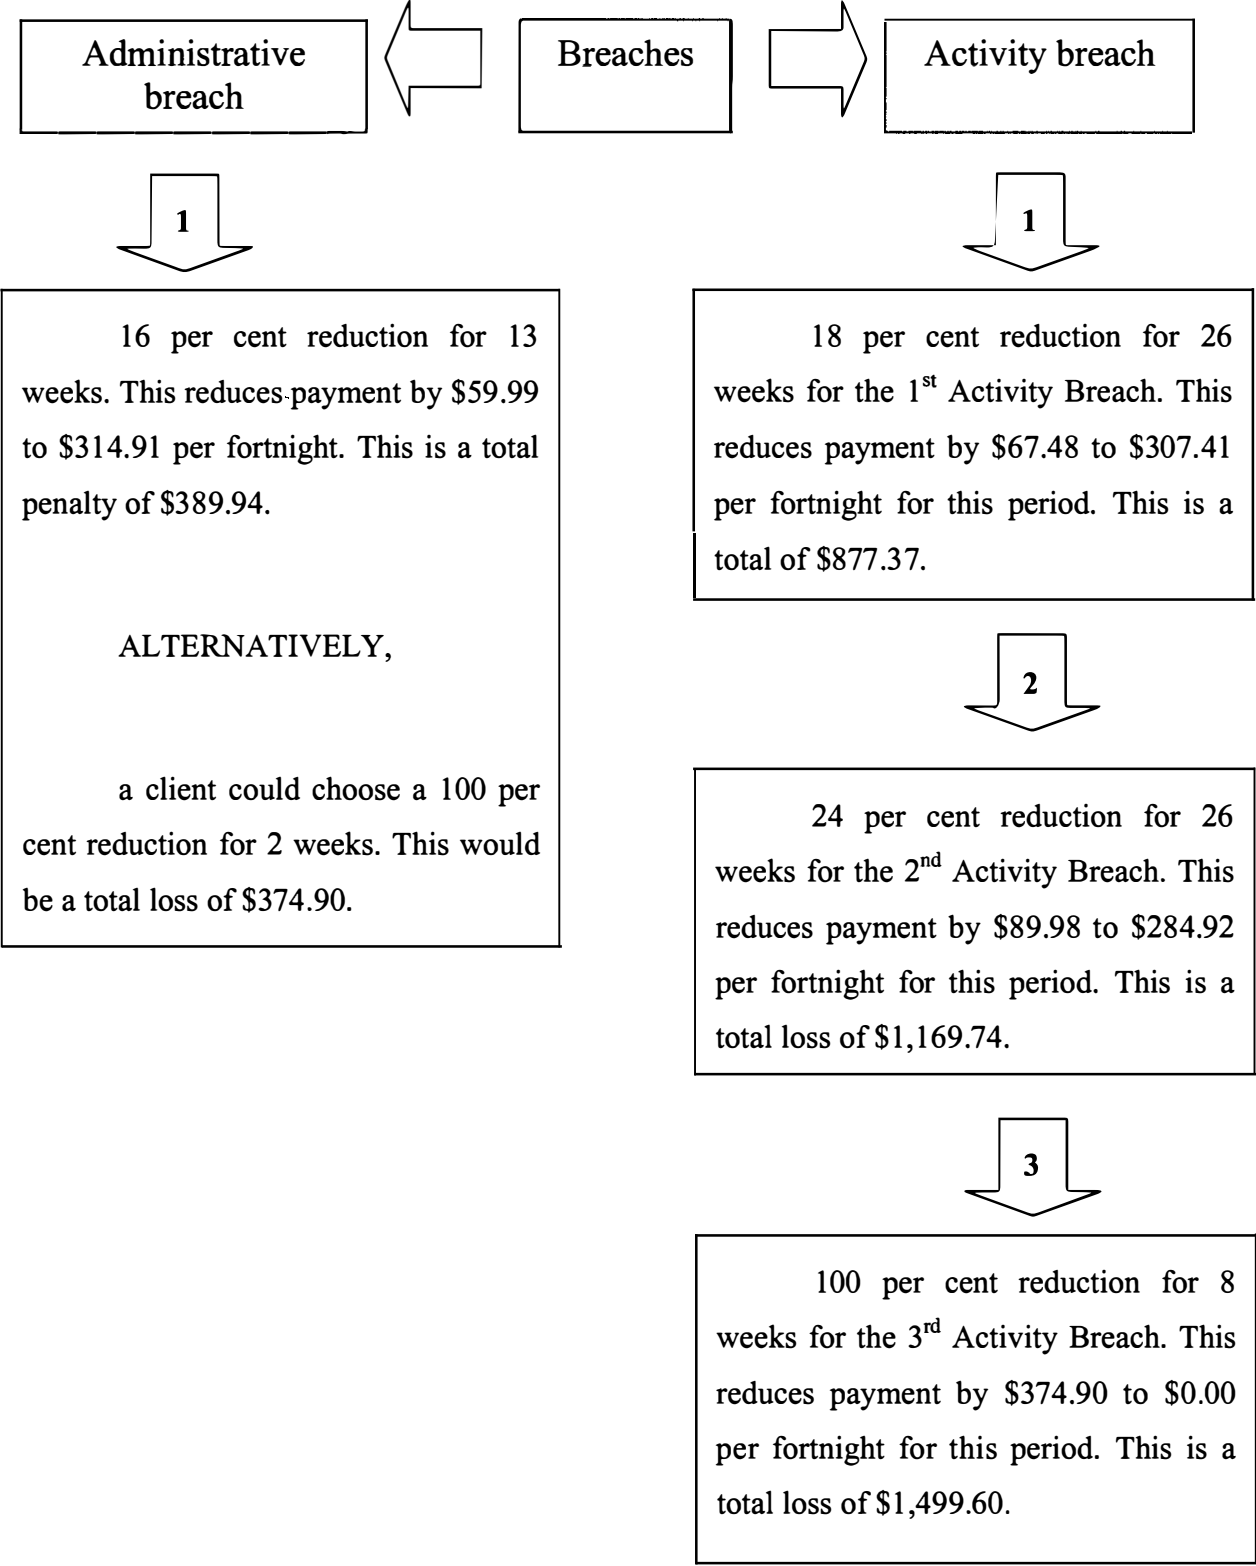 Administrative
breach
Breaches
Activity breach
1
16 per cent reduction for 13
weeks. This reduces payment by $59.99
to $314.91 per fortnight. This is a total
penalty of $389.94.
ALTERNATIVELY,
a client could choose a 100 per
cent reduction for 2 weeks. This would
be a total loss of $374.90.
1
18 per cent reduction for 26
weeks for the 1st Activity Breach. This
reduces payment by $67.48 to $307.41
per fortnight for this period. This is a
total of $877.37.
2
24 per cent reduction for 26
weeks for the 2nd Activity Breach. This
reduces payment by $89.98 to $284.92
per fortnight for this period. This is a
total loss of $1,169.74.
3
100 per cent reduction for 8
weeks for the 3rd Activity Breach. This
reduces payment by $374.90 to $0.00
per fortnight for this period. This is a
total loss of $1,499.60.